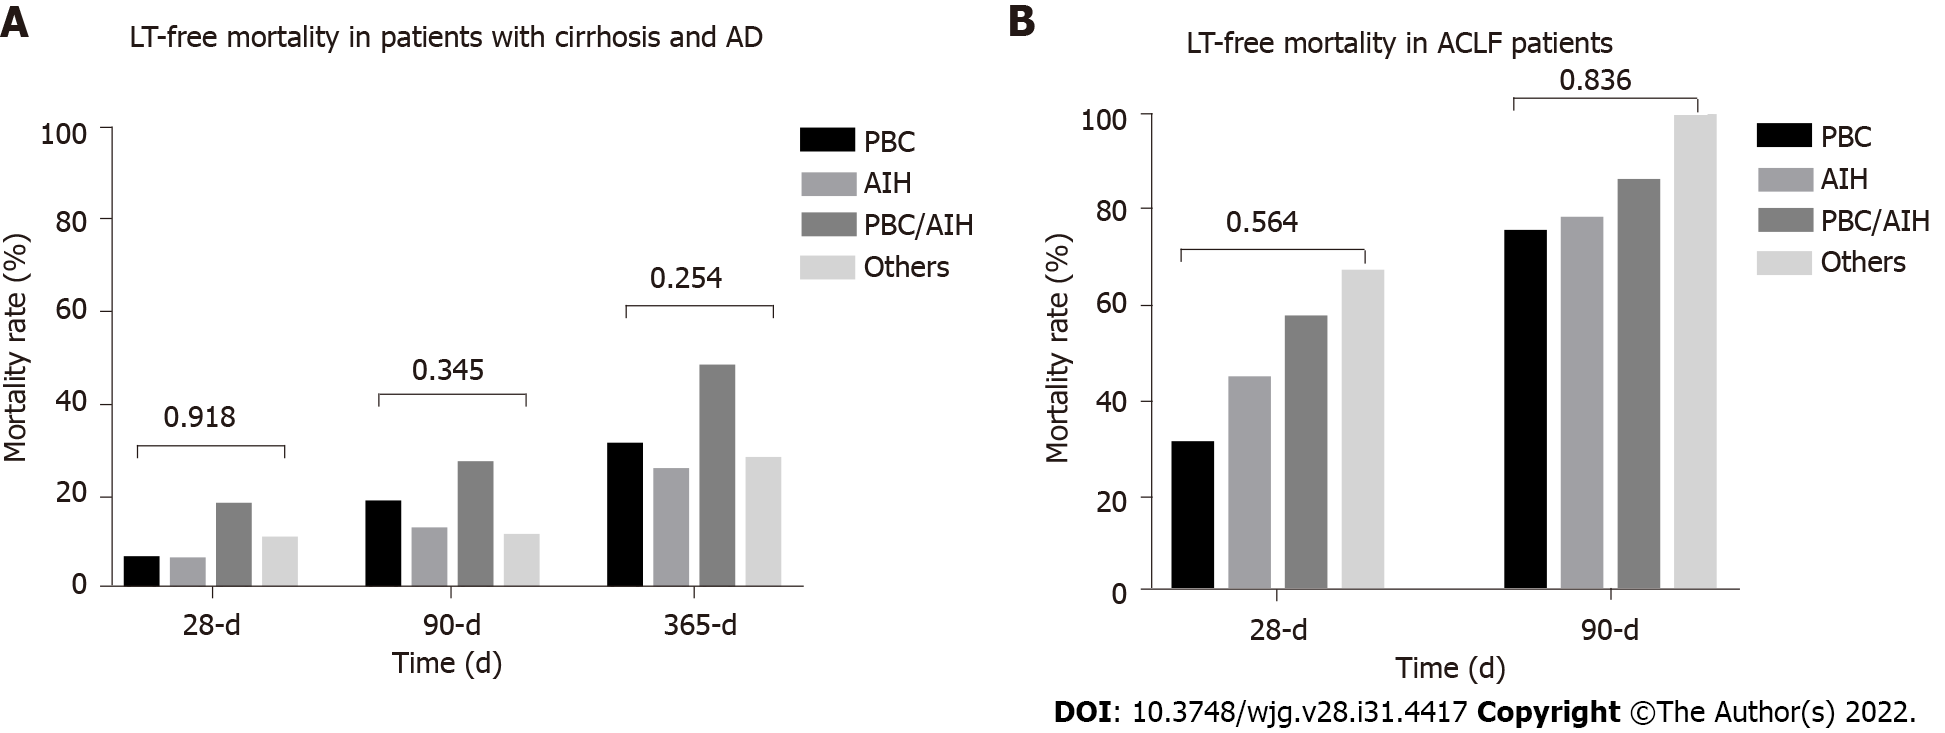 A
LT-free mortality in patients with cirrhosis and AD
Mortality rate (%)
100
80
60
40
20
0
0.918
0.345
0.254
PBC
AIH
PBC/AIH
Others
28-d
90-d
365-d
Time (d)
B
LT-free mortality in ACLF patients
Mortality rate (%)
100
80
60
40
20
0
0.564
0.836
PBC
AIH
PBC/AIH
Others
28-d
90-d
Time (d)
DOI: 10.3748/wjg.v28.i31.4417 Copyright ©The Author(s) 2022.